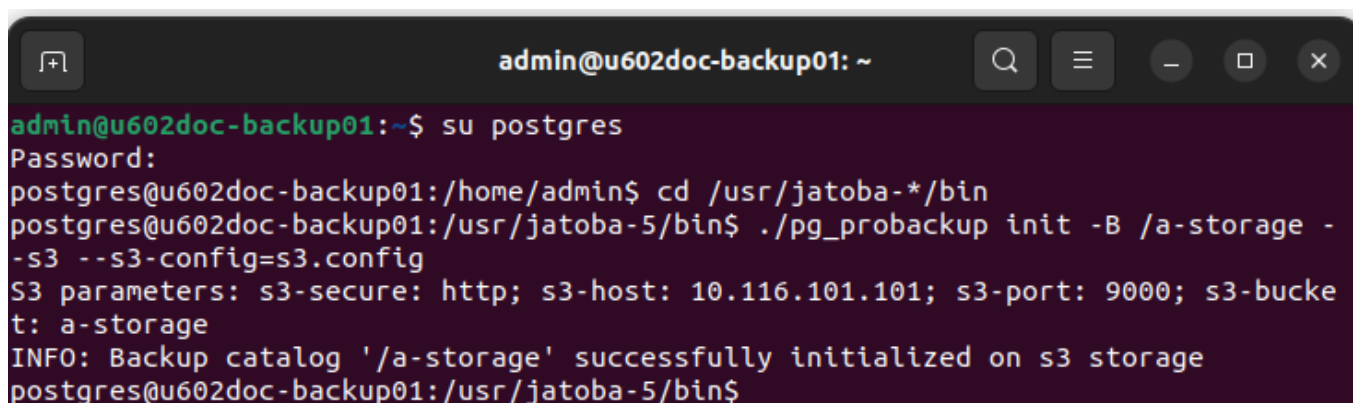 admin@u602doc-backup01: ~
admin@u602doc-backup01:~$ su postgres
Password:
postgres@u602doc-backup01:/home/admin$ cd /usr/jatoba-*/bin
postgres@u602doc-backup01:/usr/jatoba-5/bin$ ./pg_probackup init -B /a-storage -
-s3 --s3-config=s3.config
S3 parameters: s3-secure: http; s3-host: 10.116.101.101; s3-port: 9000; s3-bucke
t: a-storage
INFO: Backup catalog '/a-storage' successfully initialized on s3 storage
postgres@u602doc-backup01:/usr/jatoba-5/bin$